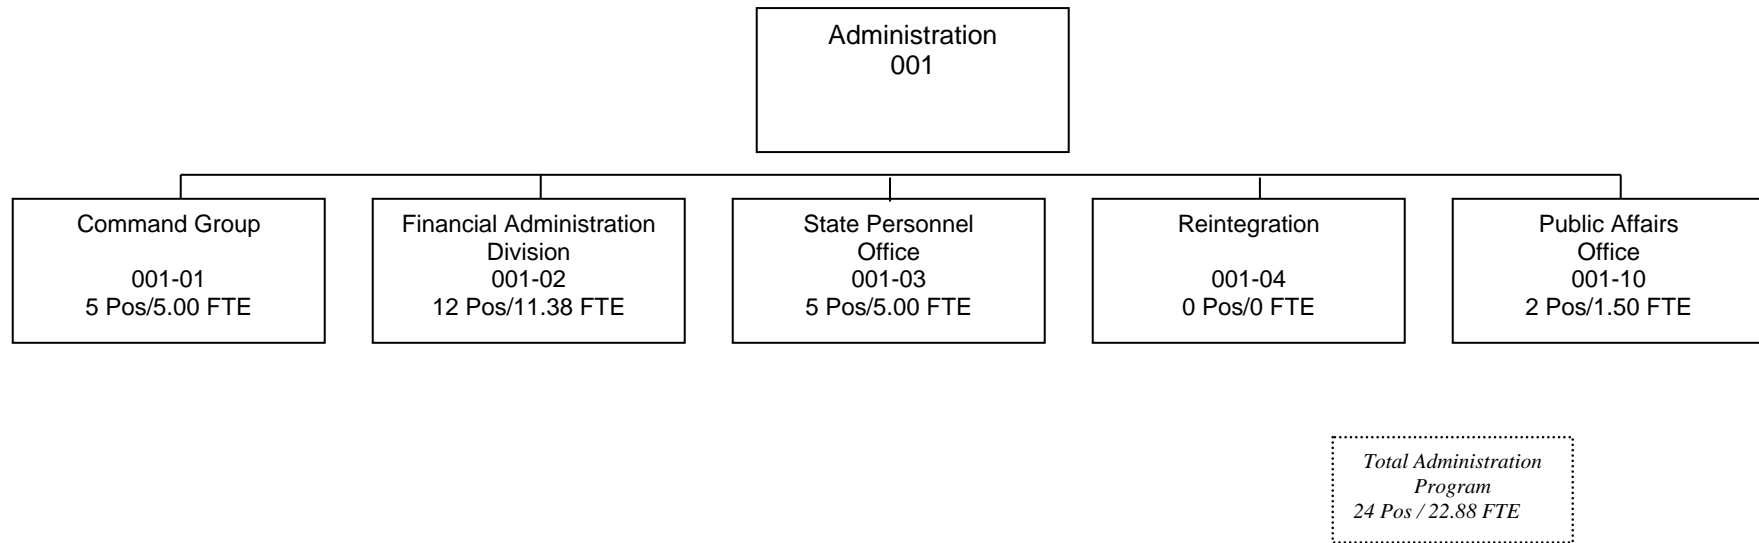 Administration
001
Command Group
001-01
5 Pos/5.00 FTE
Financial Administration
Division
001-02
12 Pos/11.38 FTE
State Personnel
Office
001-03
5 Pos/5.00 FTE
Reintegration
001-04
0 Pos/0 FTE
Public Affairs
Office
001-10
2 Pos/1.50 FTE
Total Administration
Program
24 Pos / 22.88 FTE